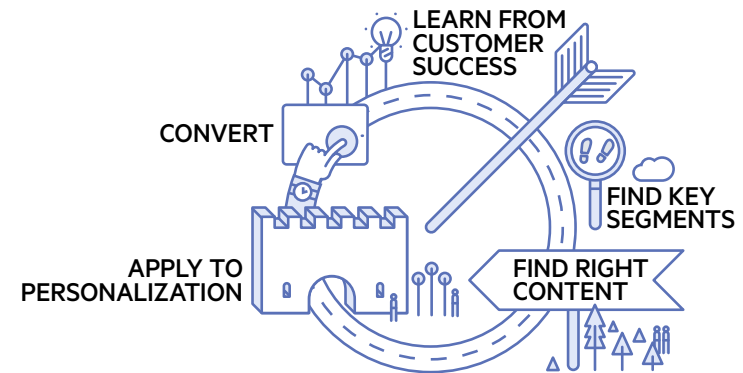 LEARN FROM
CUSTOMER
SUCCESS
CONVERT
FIND KEY
SEGMENTS
APPLY TO
PERSONALIZATION
FIND RIGHT
CONTENT